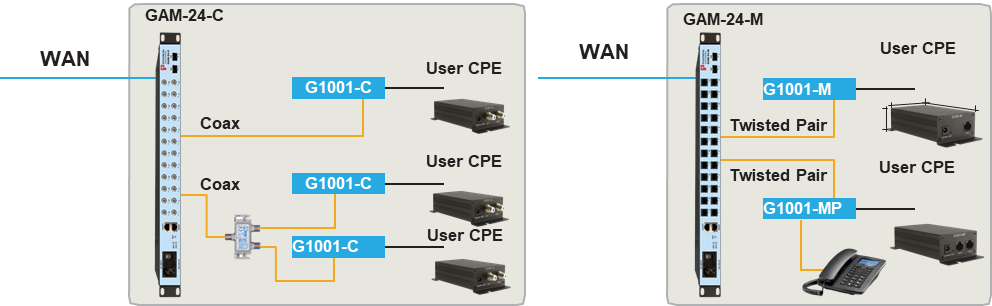 GAM-24-C
WAN
User CPE
G1001-C
Coax
User CPE
Coax
G1001-C
User CPE
G1001-C
GAM-24-M
WAN
User CPE
G1001-M
Twisted Pair
User CPE
Twisted Pair
G1001-MP